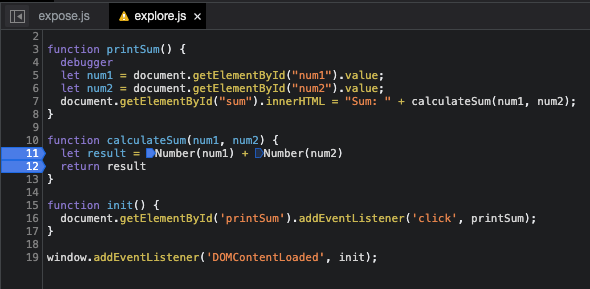 expose.js explore.js ×
2
3 function printSum() {
4   debugger
5   let num1 = document.getElementById("num1").value;
6   let num2 = document.getElementById("num2").value;
7   document.getElementById("sum").innerHTML = "Sum: " + calculateSum(num1, num2);
8 }
9
10 function calculateSum(num1, num2) {
11   let result = Number(num1) + Number(num2)
12   return result
13 }
14
15 function init() {
16   document.getElementById('printSum').addEventListener('click', printSum);
17 }
18
19 window.addEventListener('DOMContentLoaded', init);